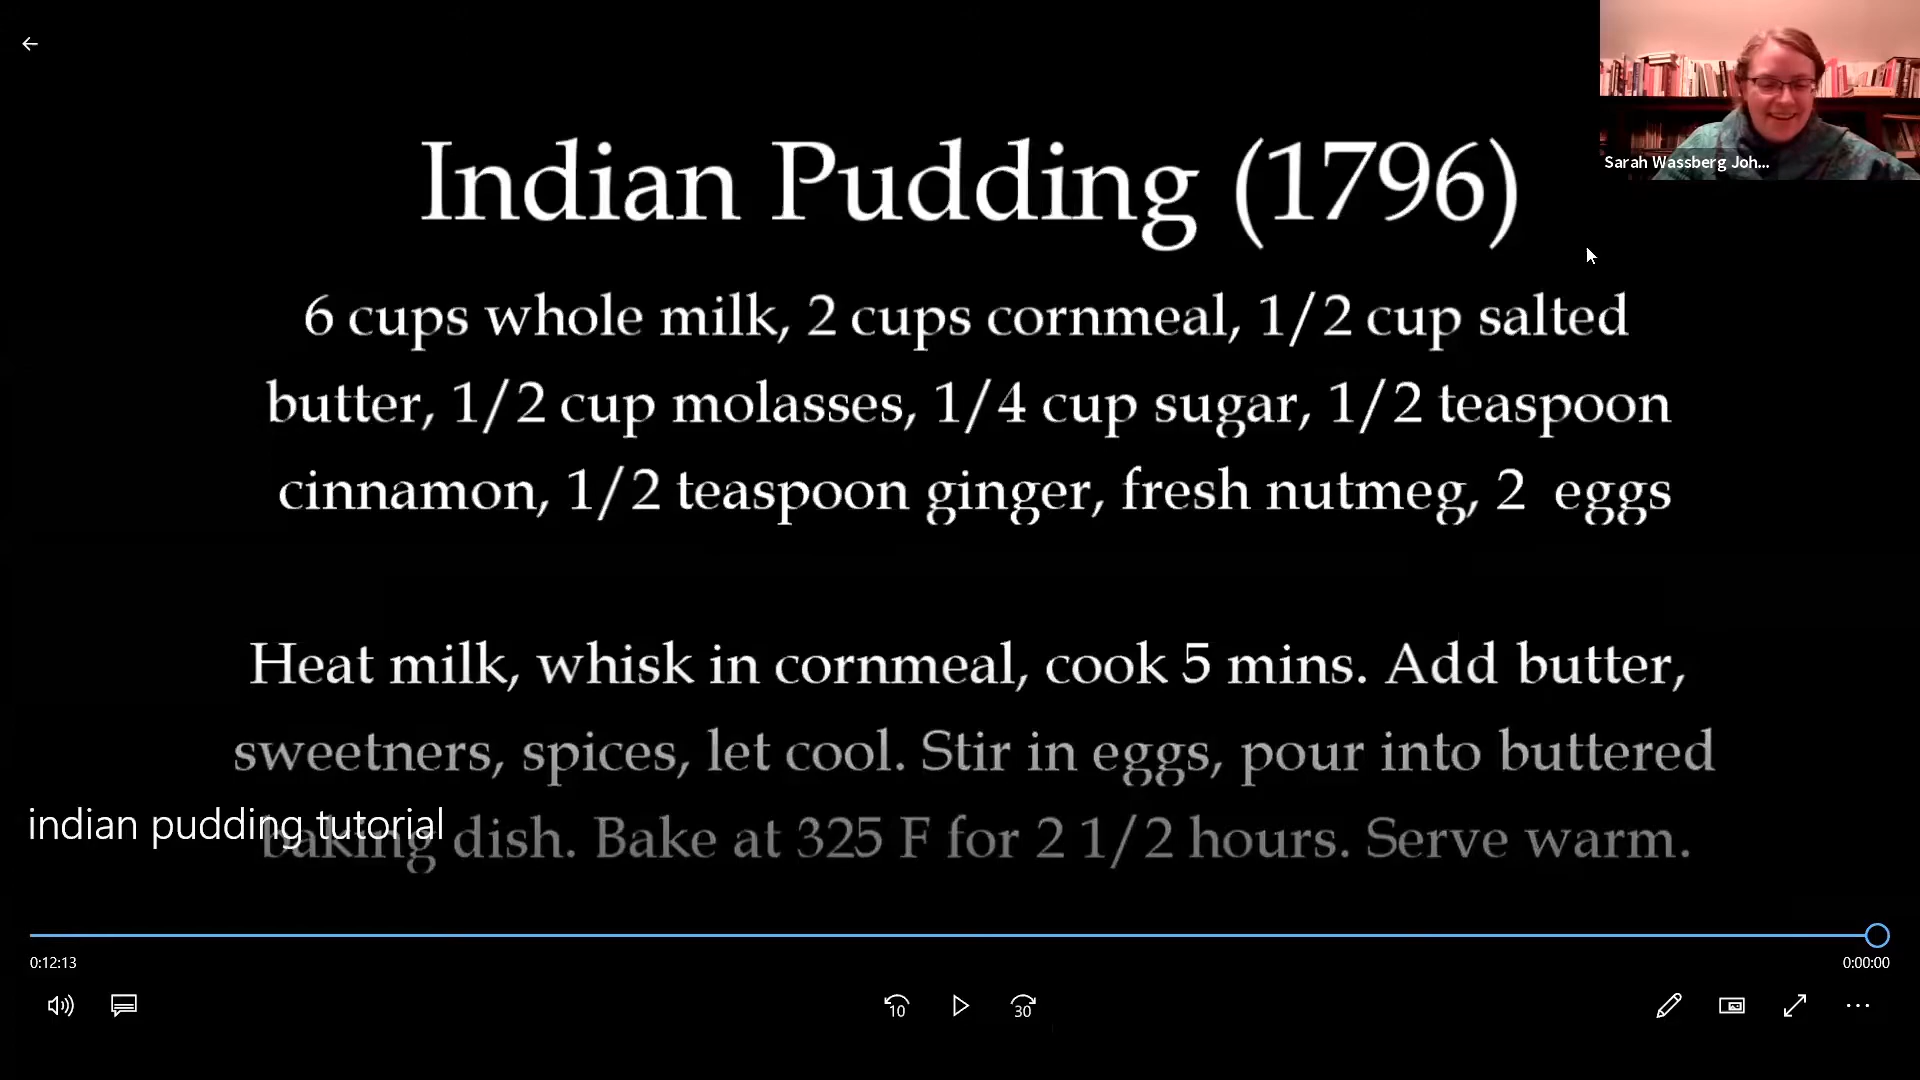 Indian Pudding (1796)
Sarah Wassberg Joh...
6 cups whole milk, 2 cups cornmeal, 1/2 cup salted
butter, 1/2 cup molasses, 1/4 cup sugar, 1/2 teaspoon
cinnamon, 1/2 teaspoon ginger, fresh nutmeg, 2 eggs
Heat milk, whisk in cornmeal, cook 5 mins. Add butter,
sweetners, spices, let cool. Stir in eggs, pour into buttered
baking dish. Bake at 325 F for 2 1/2 hours. Serve warm.
indian pudding tutorial
0:12:13
0:00:00
10
30